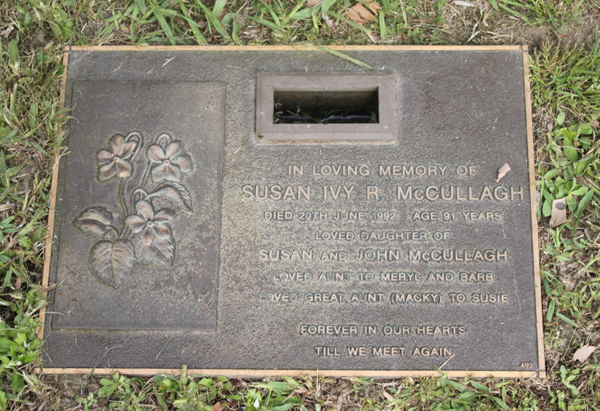 IN LOVING MEMORY OF
SUSAN IVY R. McCULLAGH
DIED 20TH JUNE 1992 AGE 91 YEARS
LOVED DAUGHTER OF
SUSAN AND JOHN McCULLAGH
LOVED AUNT TO MERYL AND BARB
LOVED GREAT AUNT (MACKY) TO SUSIE
FOREVER IN OUR HEARTS
TILL WE MEET AGAIN